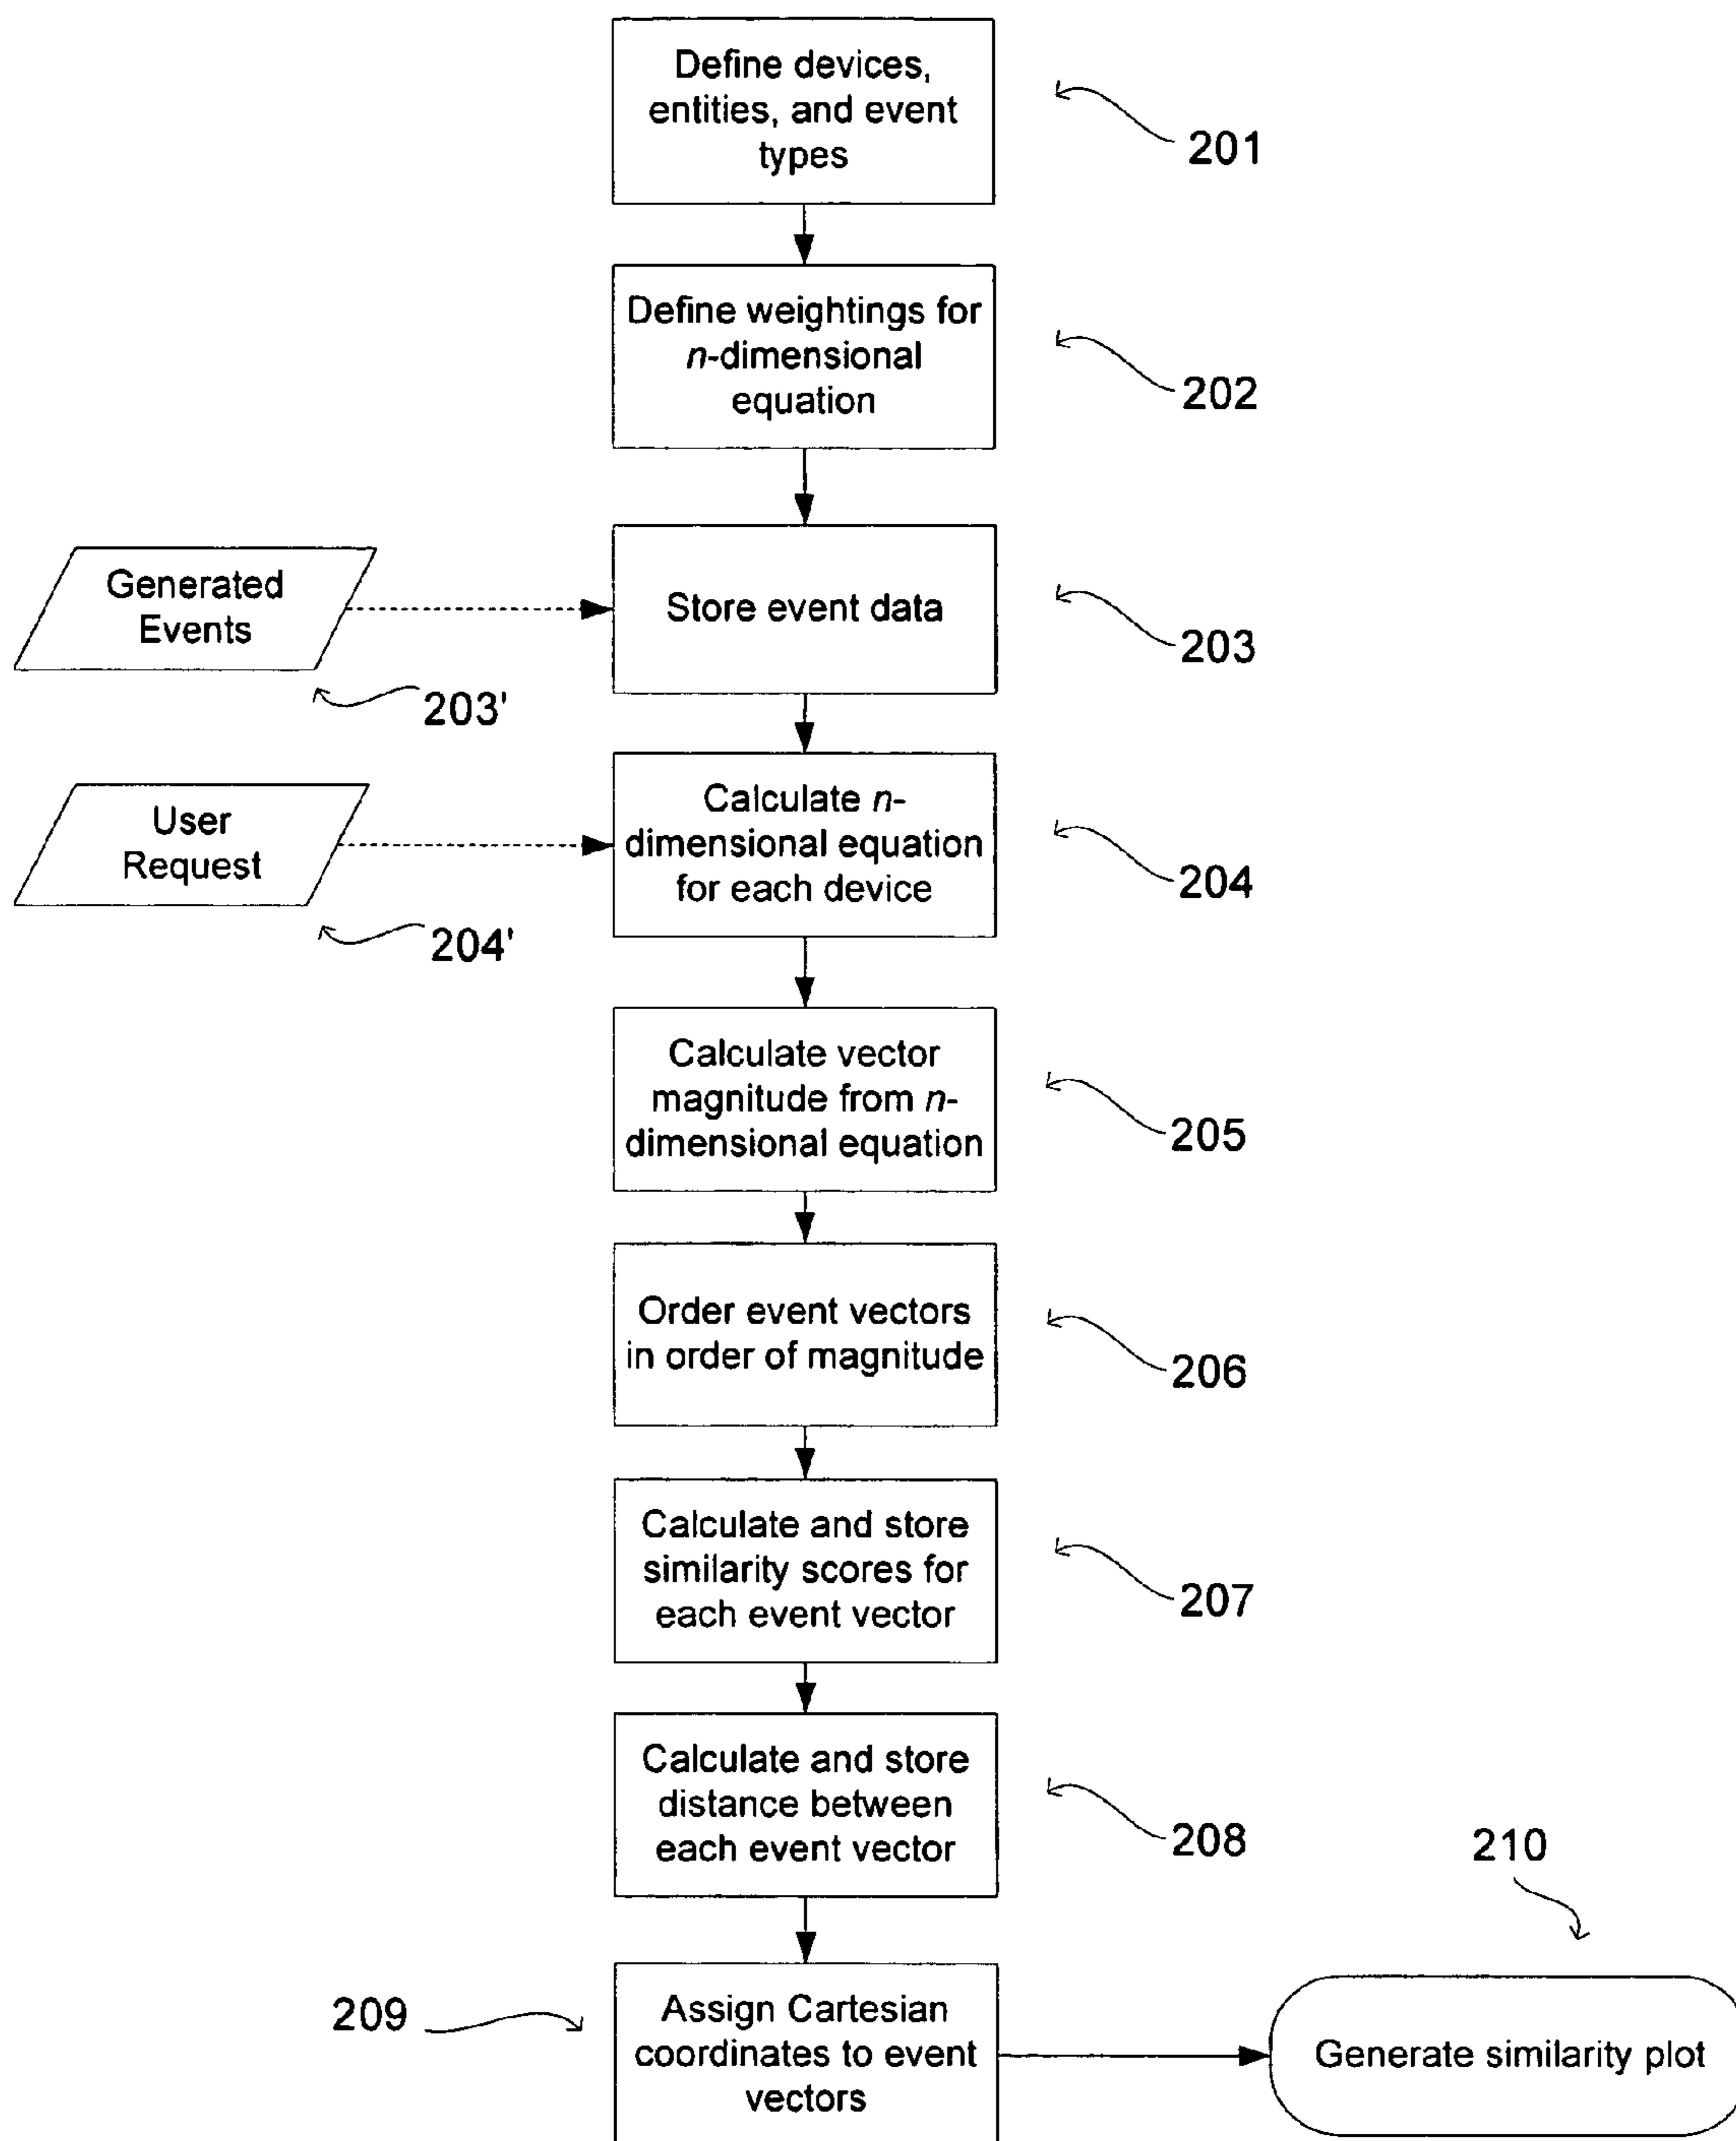 Define devices,
entities, and event
types
201
Define weightings for
n-dimensional
equation
202
Generated
Events
203'
Store event data
203
User
Request
204'
Calculate n-
dimensional equation
for each device
204
Calculate vector
magnitude from n-
dimensional equation
205
Order event vectors
in order of magnitude
206
Calculate and store
similarity scores for
each event vector
207
Calculate and store
distance between
each event vector
208
209
Assign Cartesian
coordinates to event
vectors
210
Generate similarity plot